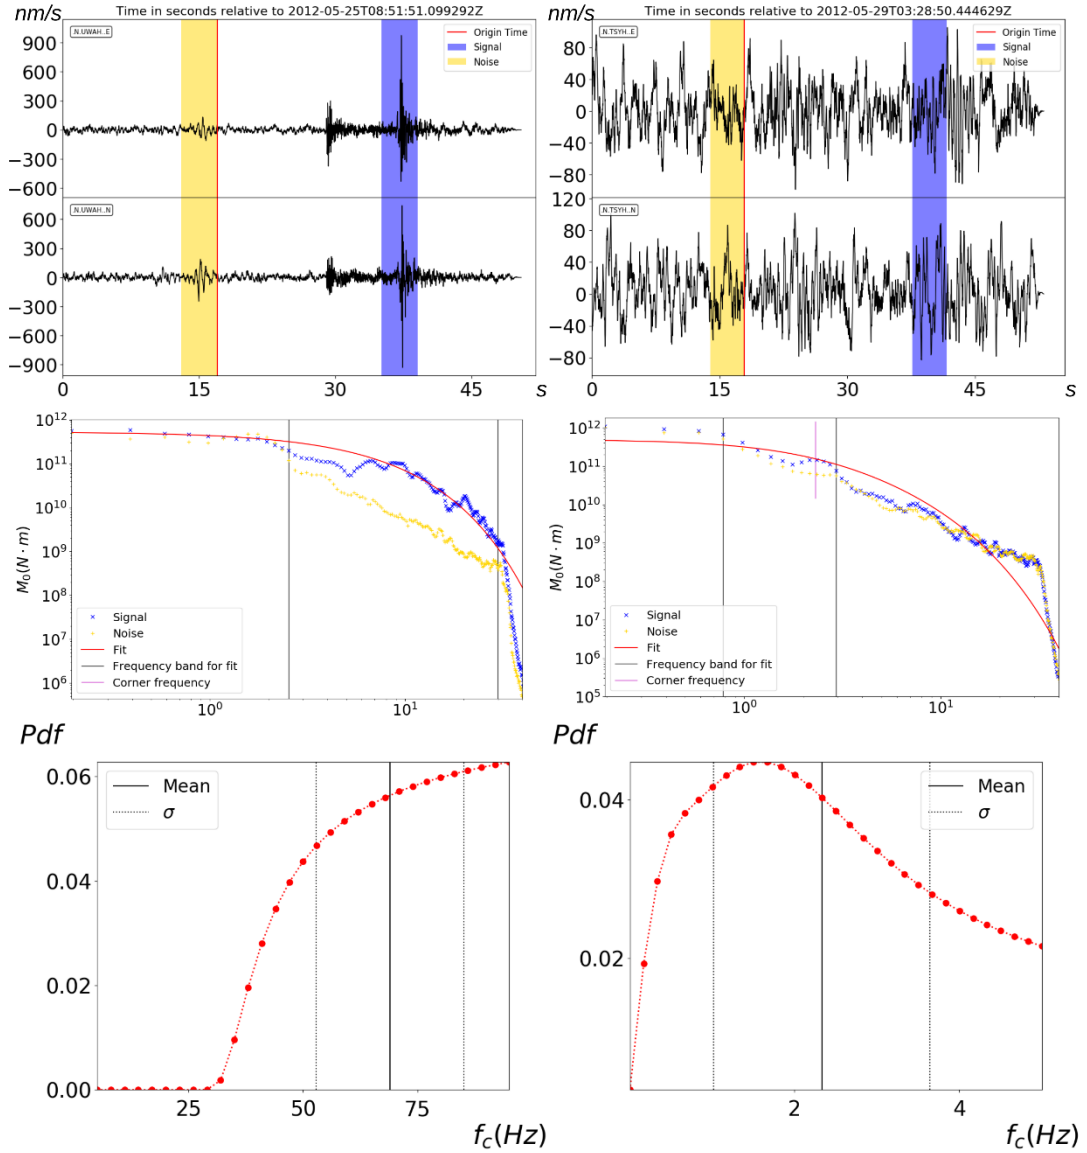 nm/s
Time in seconds relative to 2012-05-25T08:51:51.099292Z
.N.UWAH..E
Origin Time
Signal
Noise
900
600
300
0
−300
−600
.N.UWAH..N
600
300
0
−300
−600
−900
0 15 30 45 s
nm/s
Time in seconds relative to 2012-05-29T03:28:50.444629Z
.N.TSYH..E
Origin Time
Signal
Noise
80
40
0
−40
−80
120
.N.TSYH..N
80
40
0
−40
−80
0 15 30 45 s
M₀(N · m)
10¹²
10¹¹
10¹⁰
10⁹
10⁸
10⁷
10⁶
Signal
Noise
Fit
Frequency band for fit
Corner frequency
10⁰ 10¹
M₀(N · m)
10¹²
10¹¹
10¹⁰
10⁹
10⁸
10⁷
10⁶
10⁵
Signal
Noise
Fit
Frequency band for fit
Corner frequency
10⁰ 10¹
Pdf
Mean
σ
0.06
0.04
0.02
0.00
25 50 75
f_c(Hz)
Pdf
Mean
σ
0.04
0.02
2 4
f_c(Hz)